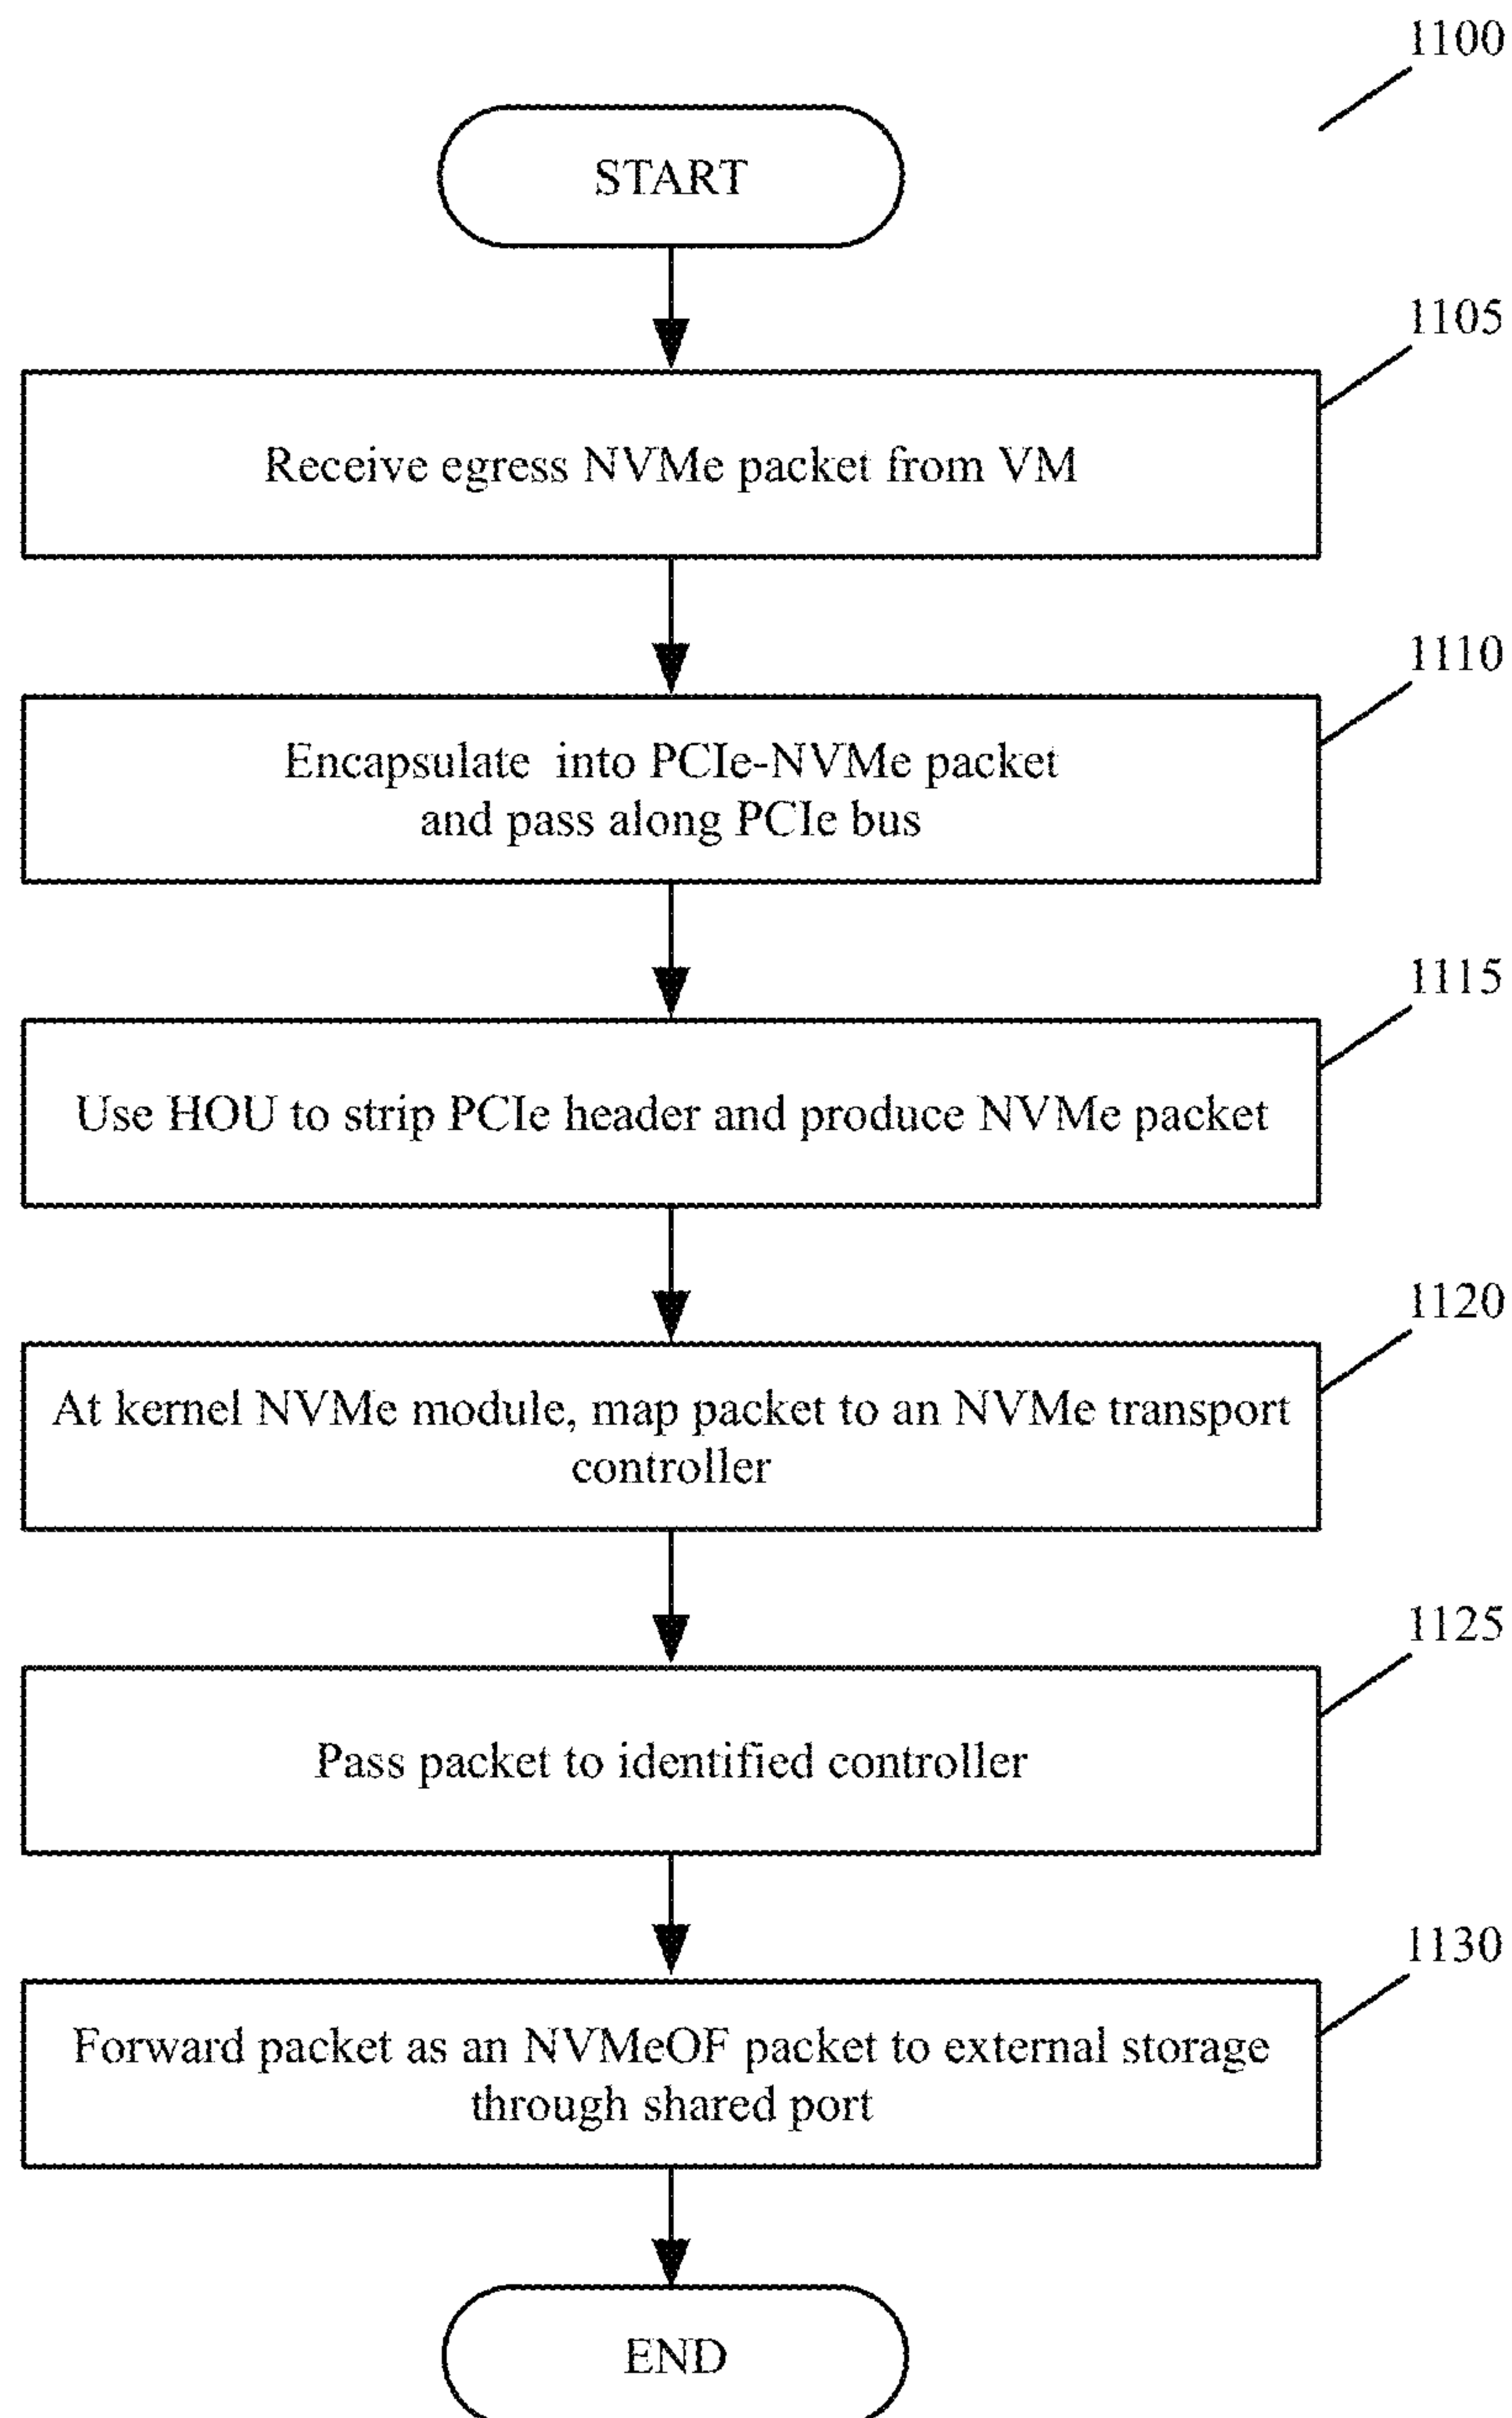 1100
START
1105
Receive egress NVMe packet from VM
1110
Encapsulate into PCIe-NVMe packet
and pass along PCIe bus
1115
Use HOU to strip PCIe header and produce NVMe packet
1120
At kernel NVMe module, map packet to an NVMe transport
controller
1125
Pass packet to identified controller
1130
Forward packet as an NVMeOF packet to external storage
through shared port
END